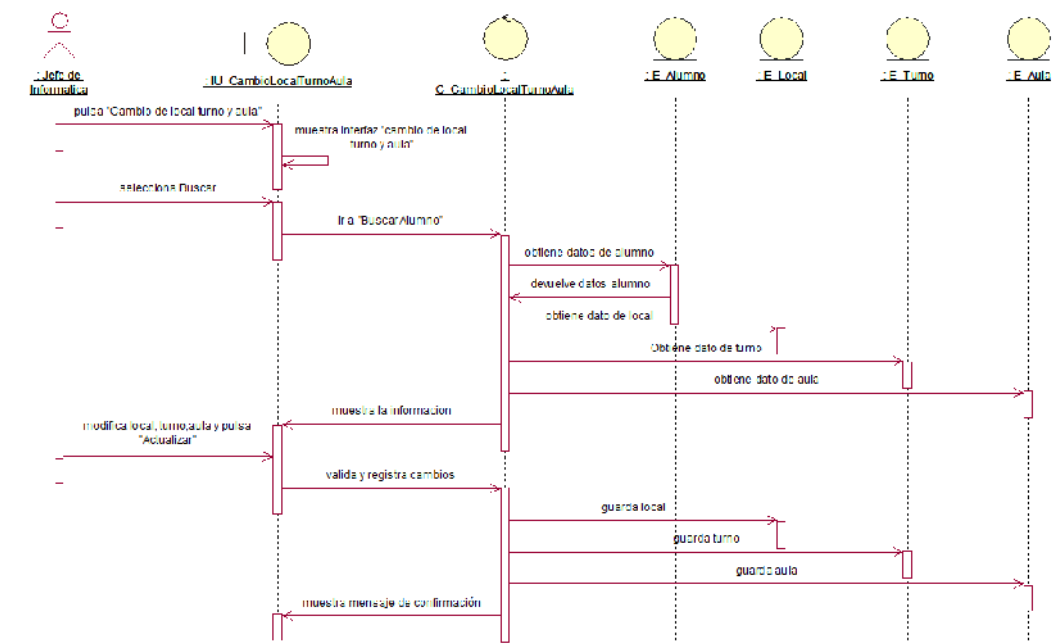 : Jefe de
Informatica
: IU_CambioLocalTurnoAula
:
C_CambioLocalTurnoAula
: E_Alumno
: E_Local
: E_Turno
: E_Aula
pulsa "Cambio de local turno y aula"
muestra interfaz "cambio de local
turno y aula"
selecciona Buscar
ir a "Buscar Alumno"
obtiene datos de alumno
devuelve datos alumno
obtiene dato de local
Obtiene dato de turno
obtiene dato de aula
muestra la informacion
modifica local, turno,aula y pulsa
"Actualizar"
valida y registra cambios
guarda local
guarda turno
guarda aula
muestra mensaje de confirmación